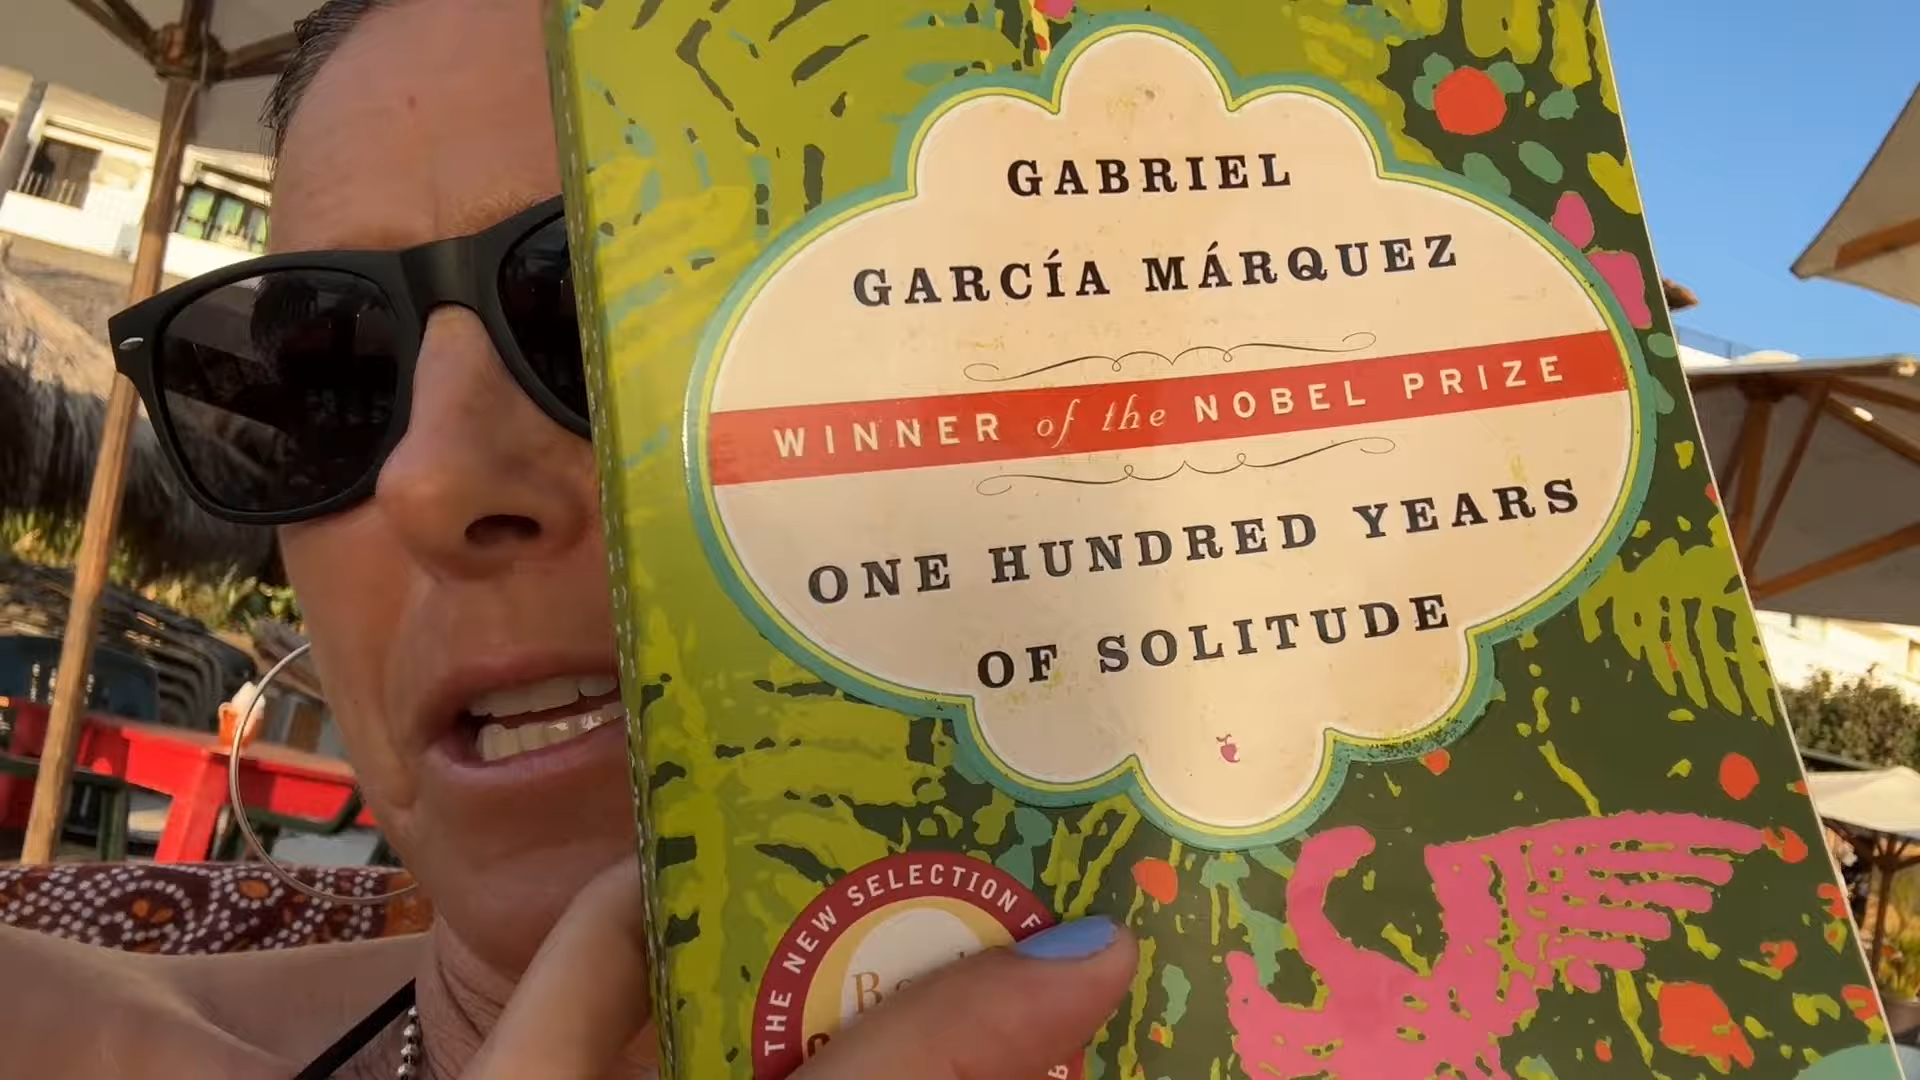 GABRIEL
GARCÍA MÁRQUEZ
WINNER of the NOBEL PRIZE
ONE HUNDRED YEARS
OF SOLITUDE
THE NEW SELECTION